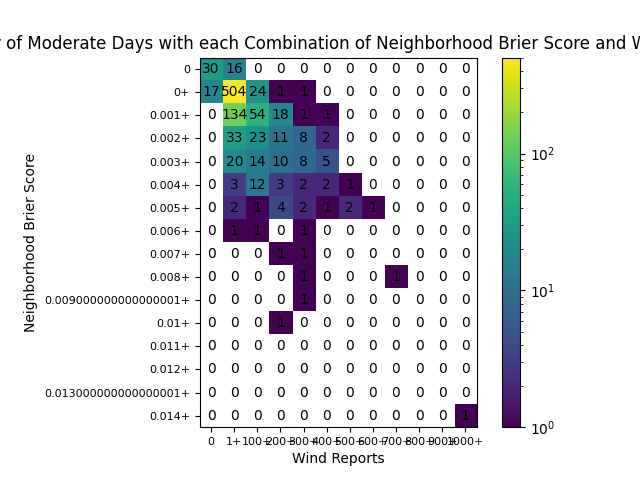 of Moderate Days with each Combination of Neighborhood Brier Score and W
Neighborhood Brier Score
0 30 16 0 0 0 0 0 0 0 0 0 0
0+ 17 504 24 1 1 0 0 0 0 0 0 0
0.001+ 0 134 54 18 1 1 0 0 0 0 0 0
0.002+ 0 33 23 11 8 2 0 0 0 0 0 0
0.003+ 0 20 14 10 8 5 0 0 0 0 0 0
0.004+ 0 3 12 3 2 2 1 0 0 0 0 0
0.005+ 0 2 1 4 2 1 2 1 0 0 0 0
0.006+ 0 1 1 0 1 0 0 0 0 0 0 0
0.007+ 0 0 0 1 1 0 0 0 0 0 0 0
0.008+ 0 0 0 0 1 0 0 0 1 0 0 0
0.009000000000000001+ 0 0 0 0 1 0 0 0 0 0 0 0
0.01+ 0 0 0 1 0 0 0 0 0 0 0 0
0.011+ 0 0 0 0 0 0 0 0 0 0 0 0
0.012+ 0 0 0 0 0 0 0 0 0 0 0 0
0.013000000000000001+ 0 0 0 0 0 0 0 0 0 0 0 0
0.014+ 0 0 0 0 0 0 0 0 0 0 0 1
0 1+ 100+ 200+ 300+ 400+ 500+ 600+ 700+ 800+ 900+ 1000+
Wind Reports
10^2
10^1
10^0